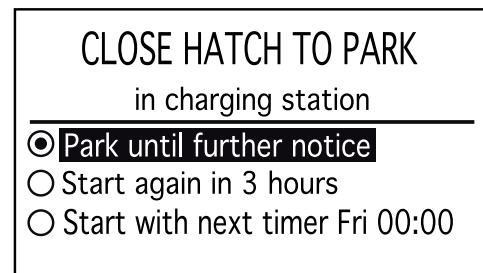 CLOSE HATCH TO PARK
in charging station
Park until further notice
Start again in 3 hours
Start with next timer Fri 00:00